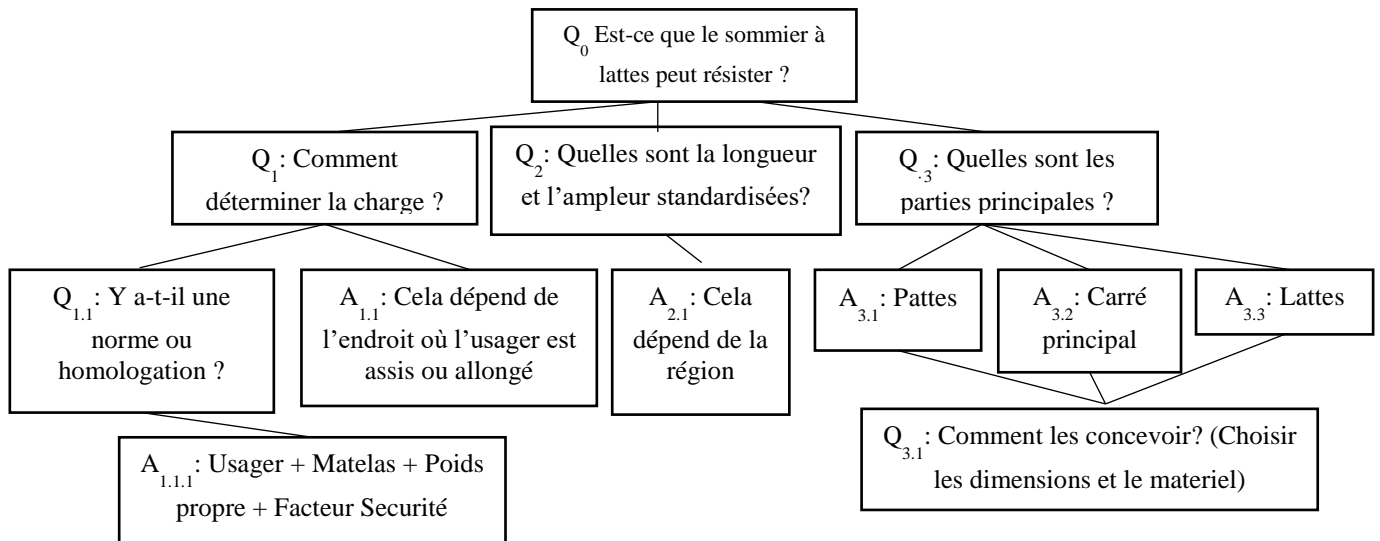 Q0 Est-ce que le sommier à
lattes peut résister ?
Q1: Comment
déterminer la charge ?
Q2: Quelles sont la longueur
et l’ampleur standardisées?
Q.3: Quelles sont les
parties principales ?
Q1.1: Y a-t-il une
norme ou
homologation ?
A1.1: Cela dépend de
l’endroit où l’usager est
assis ou allongé
A2.1: Cela
dépend de la
région
A3.1: Pattes
A3.2: Carré
principal
A3.3: Lattes
A1.1.1: Usager + Matelas + Poids
propre + Facteur Securité
Q3.1: Comment les concevoir? (Choisir
les dimensions et le materiel)